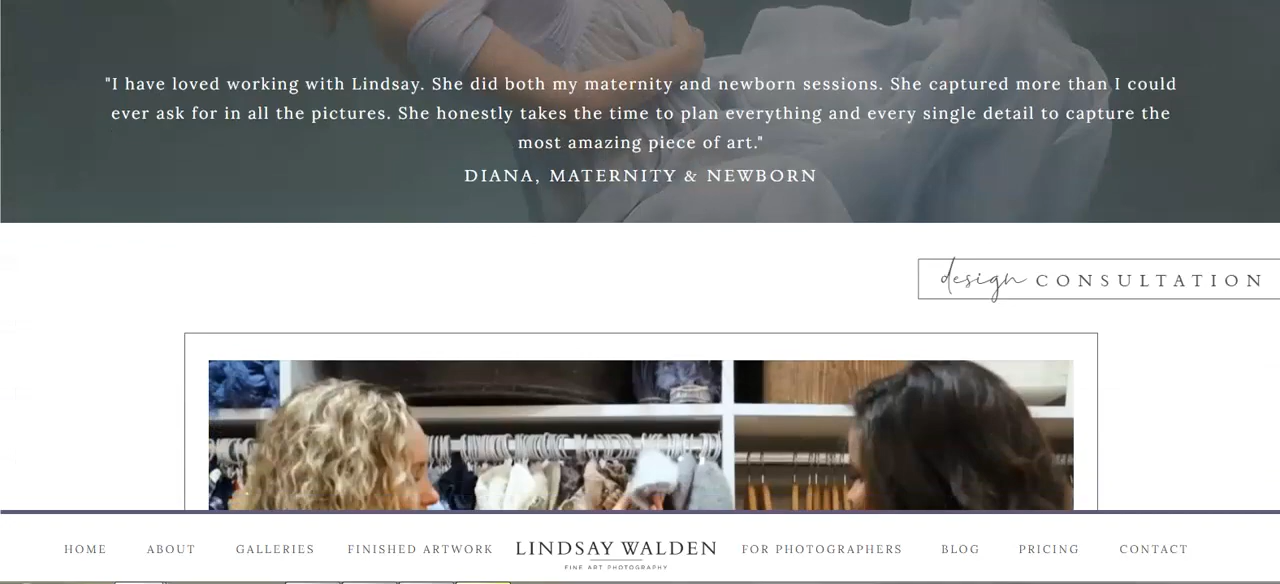 "I have loved working with Lindsay. She did both my maternity and newborn sessions. She captured more than I could
ever ask for in all the pictures. She honestly takes the time to plan everything and every single detail to capture the
most amazing piece of art."
DIANA, MATERNITY & NEWBORN
design CONSULTATION
HOME ABOUT GALLERIES FINISHED ARTWORK LINDSAY WALDEN FOR PHOTOGRAPHERS BLOG PRICING CONTACT
FINE ART PHOTOGRAPHY